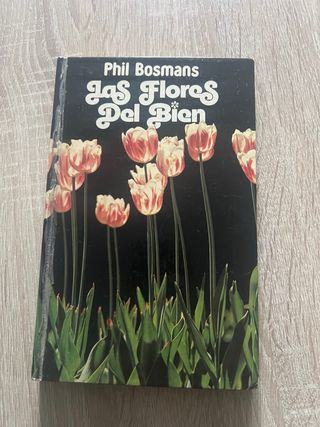 Phil Bosmans
Las Flores
Del Bien